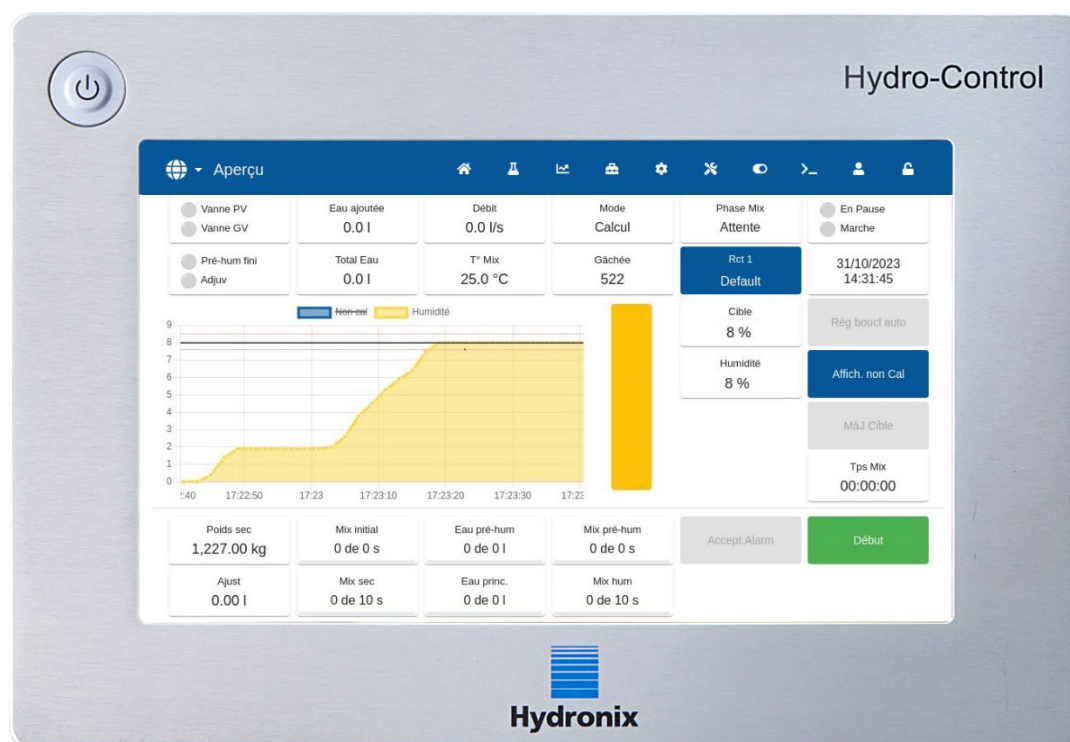 Hydro-Control
Aperçu
Vanne PV
Vanne GV
Eau ajoutée
0.0 l
Débit
0.0 l/s
Mode
Calcul
Phase Mix
Attente
En Pause
Marche
Pré-hum fini
Adjuv
Total Eau
0.0 l
T° Mix
25.0 °C
Gâchée
522
Rct 1
Default
31/10/2023
14:31:45
Non cal
Humidité
9
8
7
6
5
4
3
2
1
0
:40 17:22:50 17:23 17:23:10 17:23:20 17:23:30 17:23
Cible
8 %
Rég boucl auto
Humidité
8 %
Affich. non Cal
MàJ Cible
Tps Mix
00:00:00
Poids sec
1,227.00 kg
Mix initial
0 de 0 s
Eau pré-hum
0 de 0 l
Mix pré-hum
0 de 0 s
Accept.Alarm
Début
Ajust
0.00 l
Mix sec
0 de 10 s
Eau princ.
0 de 0 l
Mix hum
0 de 10 s
Hydronix